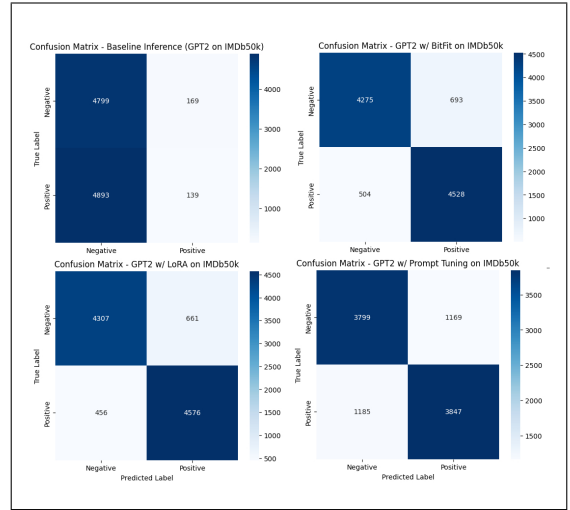 Confusion Matrix - Baseline Inference (GPT2 on IMDb50k)
True Label
Negative
Positive
4799
169
4893
139
Negative
Positive
4000
3000
2000
1000
Confusion Matrix - GPT2 w/ BitFit on IMDb50k
True Label
Negative
Positive
4275
693
504
4528
Negative
Positive
4500
4000
3500
3000
2500
2000
1500
1000
Confusion Matrix - GPT2 w/ LoRA on IMDb50k
True Label
Negative
Positive
4307
661
456
4576
Negative
Positive
Predicted Label
4500
4000
3500
3000
2500
2000
1500
1000
500
Confusion Matrix - GPT2 w/ Prompt Tuning on IMDb50k
True Label
Negative
Positive
3799
1169
1185
3847
Negative
Positive
Predicted Label
3500
3000
2500
2000
1500